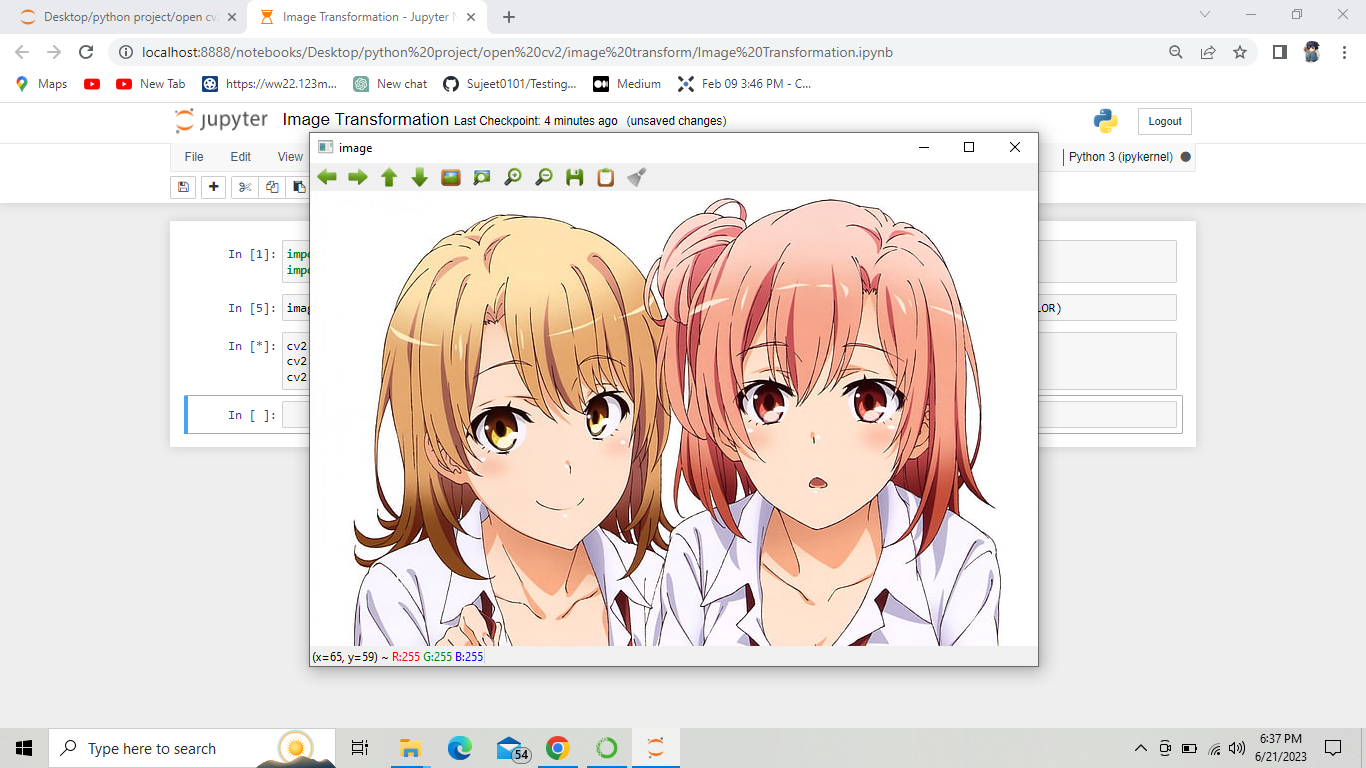 Desktop/python project/open cv
Image Transformation - Jupyter N
localhost:8888/notebooks/Desktop/python%20project/open%20cv2/image%20transform/Image%20Transformation.ipynb
Maps New Tab https://ww22.123m... New chat Sujeet0101/Testing... Medium Feb 09 3:46 PM - C...
jupyter Image Transformation Last Checkpoint: 4 minutes ago (unsaved changes) Logout
File Edit View Python 3 (ipykernel)
image
In [1]: imp
imp
In [5]: imag LOR)
In [*]: cv2
cv2
cv2
In [ ]:
(x=65, y=59) ~ R:255 G:255 B:255
Type here to search
54
6:37 PM
6/21/2023